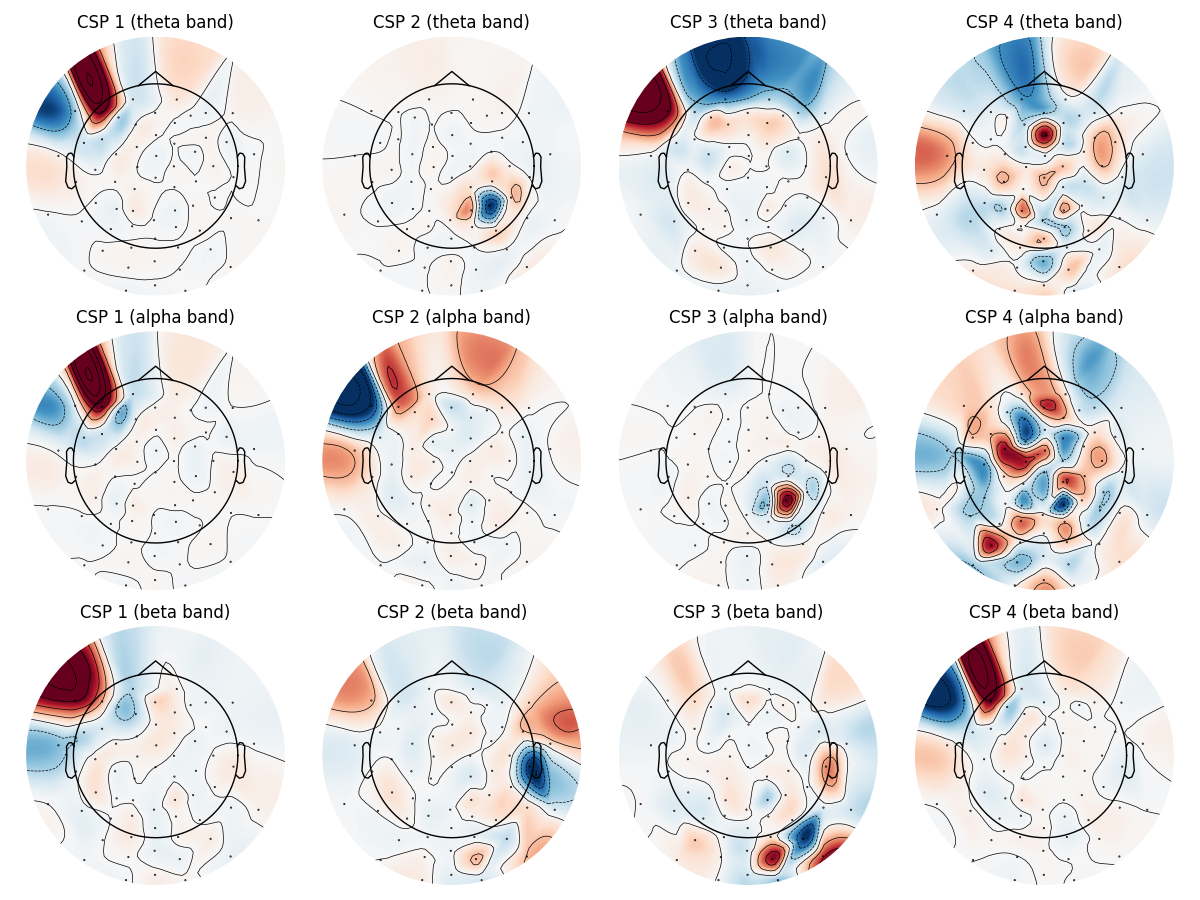 CSP 1 (theta band)
CSP 2 (theta band)
CSP 3 (theta band)
CSP 4 (theta band)
CSP 1 (alpha band)
CSP 2 (alpha band)
CSP 3 (alpha band)
CSP 4 (alpha band)
CSP 1 (beta band)
CSP 2 (beta band)
CSP 3 (beta band)
CSP 4 (beta band)